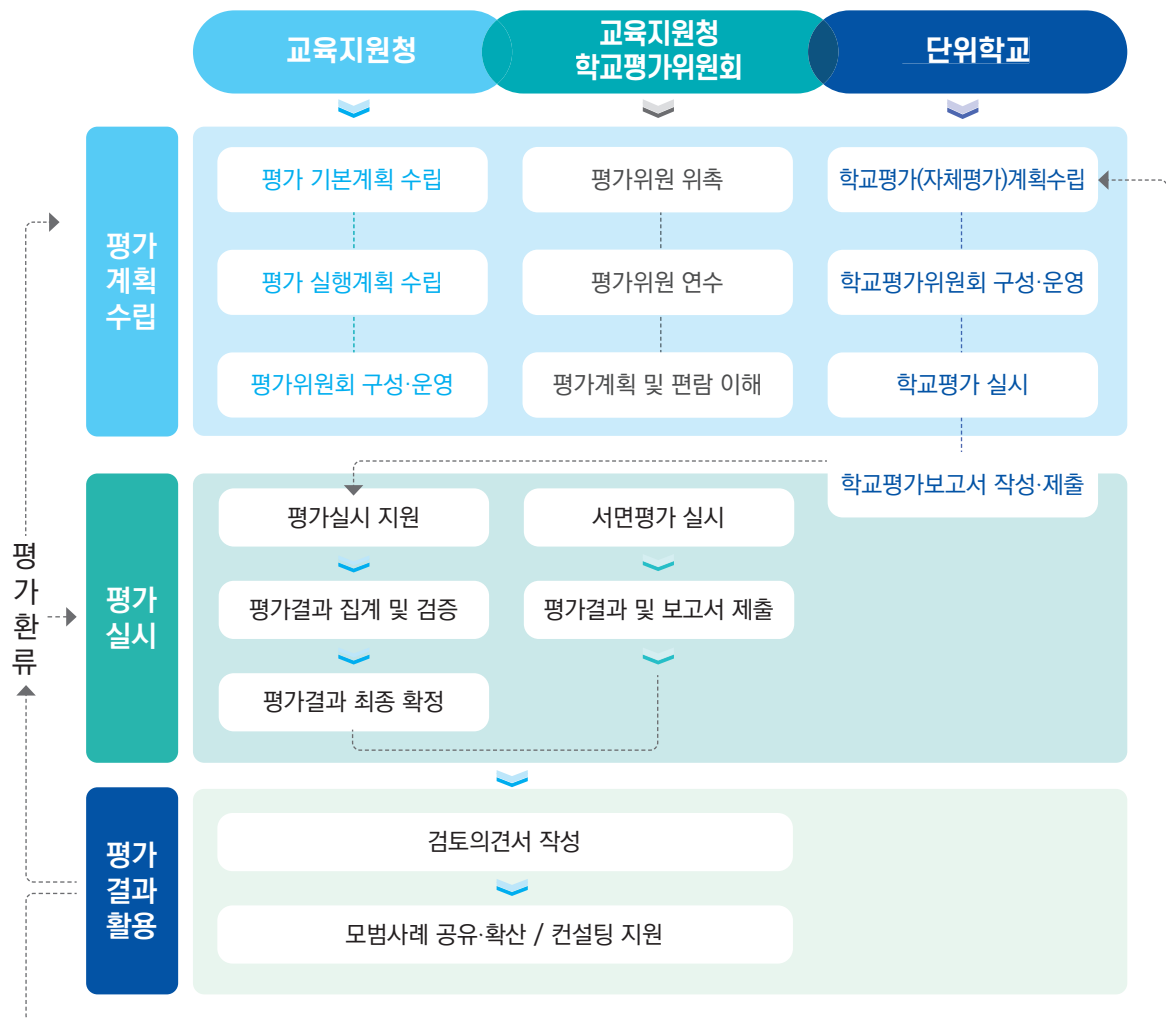 교육지원청
교육지원청
학교평가위원회
단위학교
평가
계획
수립
평가 기본계획 수립
평가위원 위촉
학교평가(자체평가)계획수립
평가 실행계획 수립
평가위원 연수
학교평가위원회 구성·운영
평가위원회 구성·운영
평가계획 및 편람 이해
학교평가 실시
평가
실시
학교평가보고서 작성·제출
평가실시 지원
서면평가 실시
평가결과 집계 및 검증
평가결과 및 보고서 제출
평가결과 최종 확정
평
가
환
류
평가
결과
활용
검토의견서 작성
모범사례 공유·확산 / 컨설팅 지원